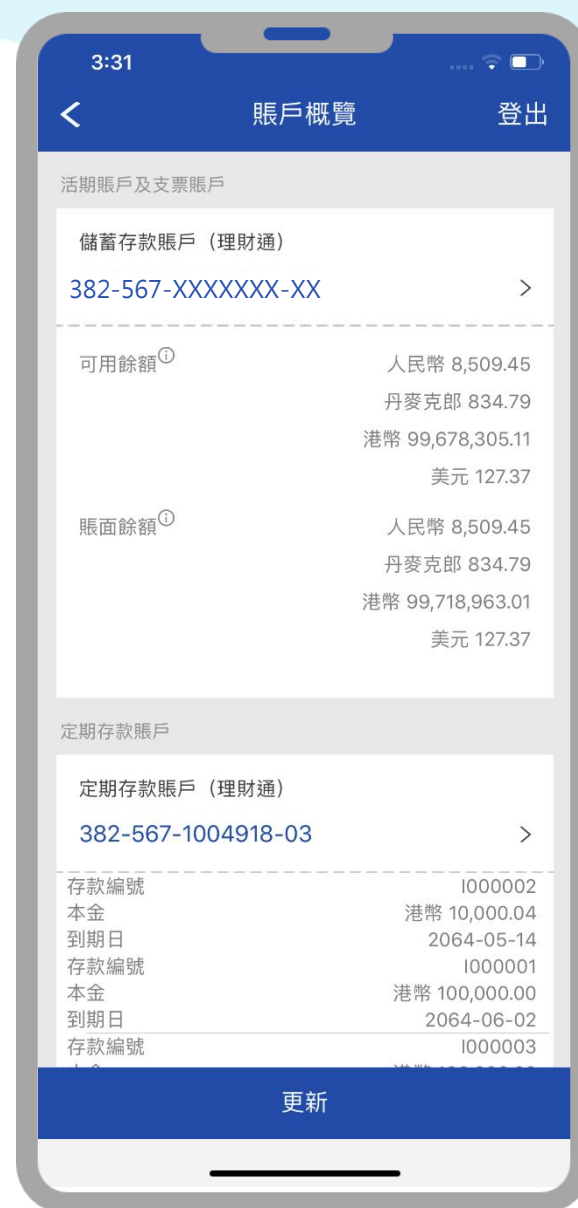 3:31
賬戶概覽 登出
活期賬戶及支票賬戶
儲蓄存款賬戶（理財通）
382-567-XXXXXXX-XX
可用餘額 人民幣 8,509.45
丹麥克郎 834.79
港幣 99,678,305.11
美元 127.37
賬面餘額 人民幣 8,509.45
丹麥克郎 834.79
港幣 99,718,963.01
美元 127.37
定期存款賬戶
定期存款賬戶（理財通）
382-567-1004918-03
存款編號 I000002
本金 港幣 10,000.04
到期日 2064-05-14
存款編號 I000001
本金 港幣 100,000.00
到期日 2064-06-02
存款編號 I000003
更新